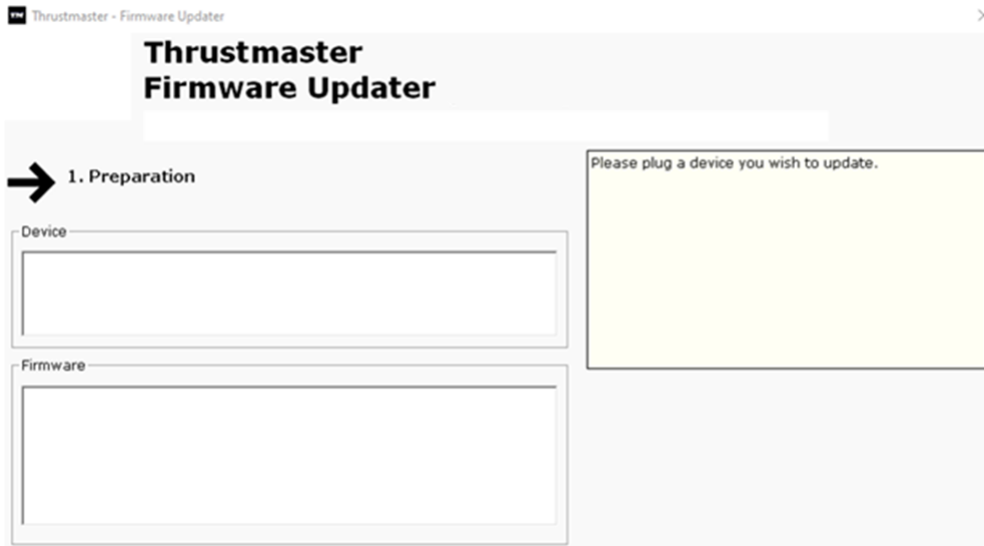 Thrustmaster - Firmware Updater
Thrustmaster
Firmware Updater
1. Preparation
Please plug a device you wish to update.
Device
Firmware